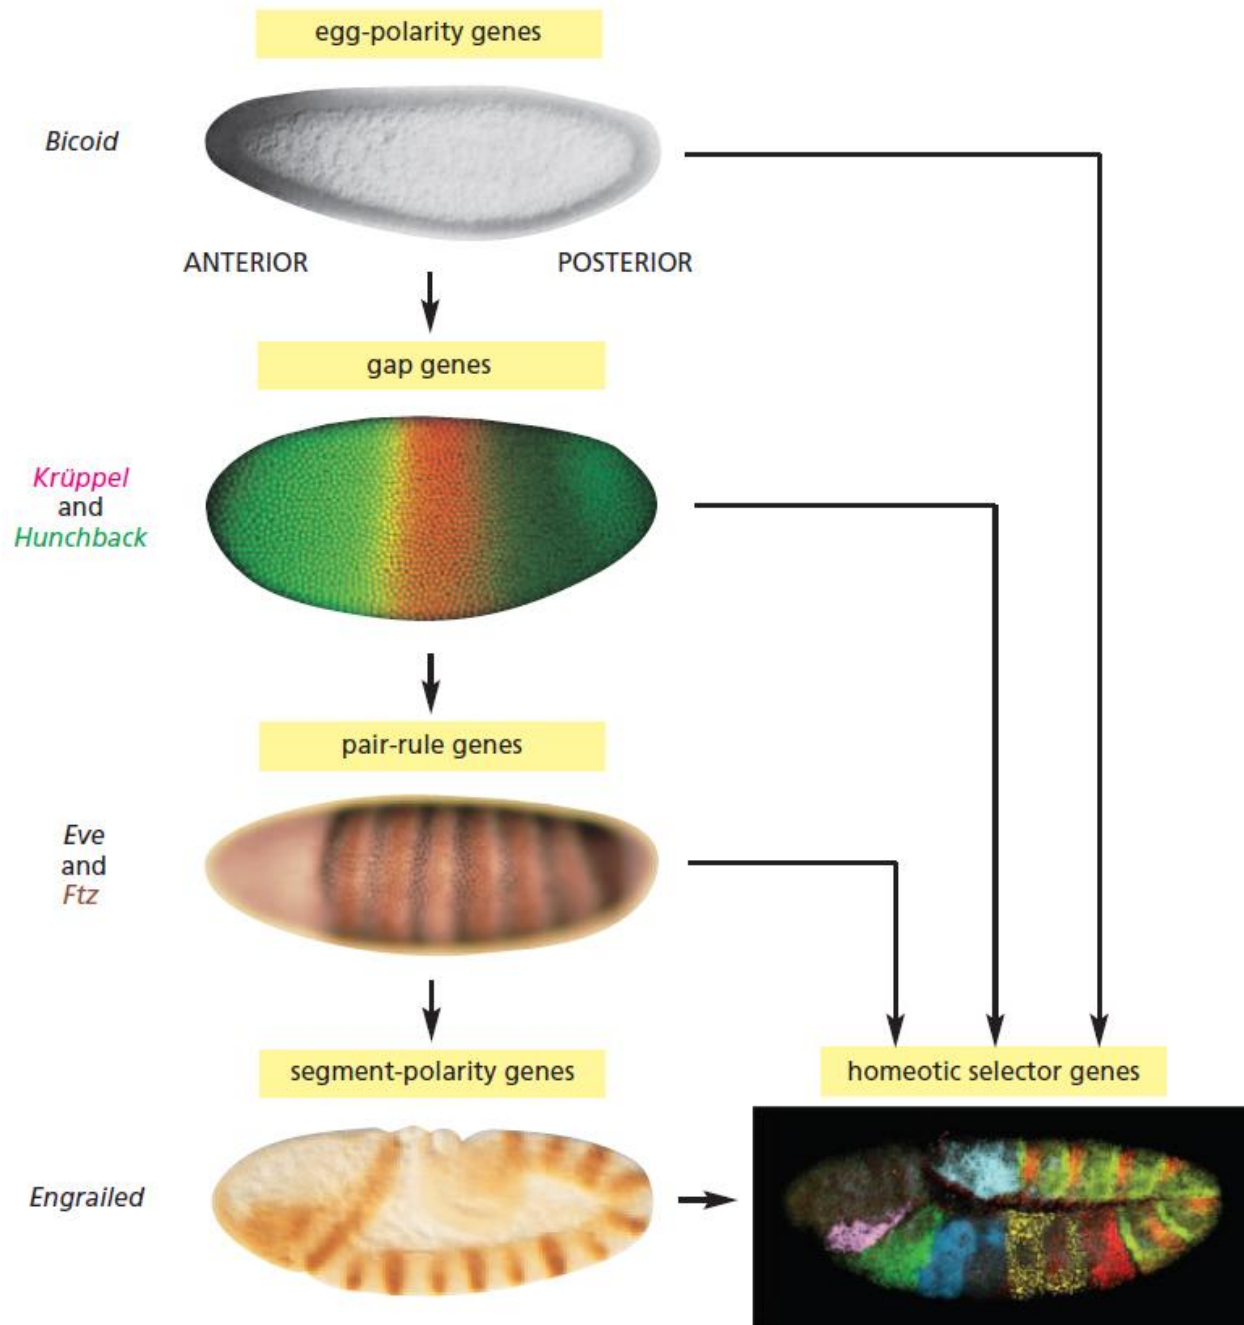 egg-polarity genes
Bicoid
ANTERIOR
POSTERIOR
gap genes
Krüppel
and
Hunchback
pair-rule genes
Eve
and
Ftz
segment-polarity genes
homeotic selector genes
Engrailed